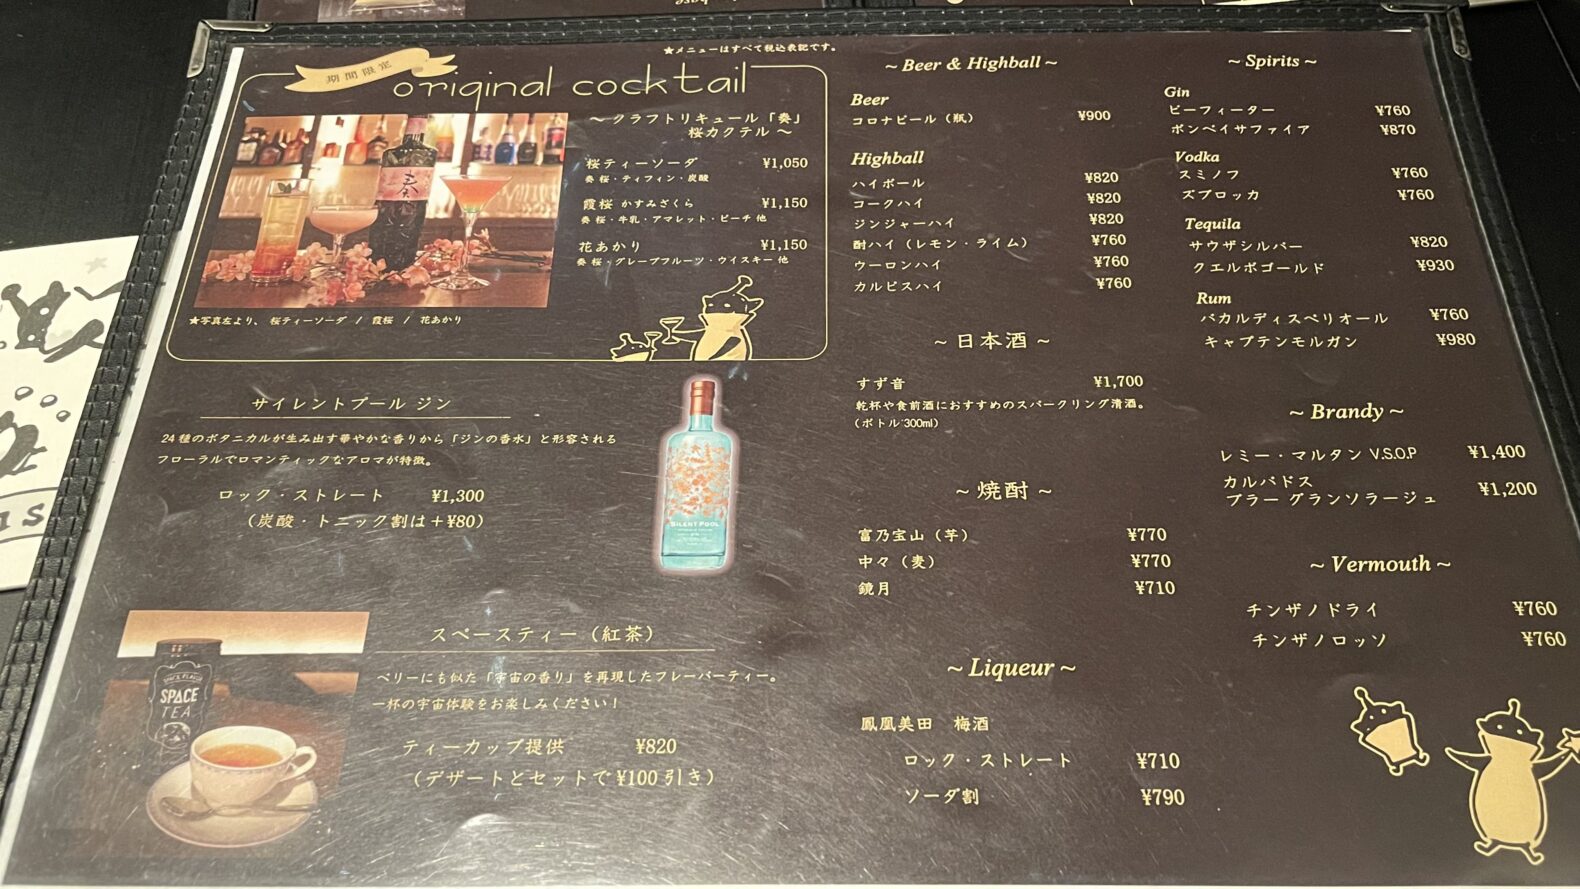 ★メニューはすべて税込表記です。
期間限定
original cocktail
～ クラフトリキュール「奏」
桜カクテル ～
桜ティーソーダ ¥1,050
奏 桜・ティフィン・炭酸
霞桜 かすみざくら ¥1,150
奏 桜・牛乳・アマレット・ピーチ 他
花あかり ¥1,150
奏 桜・グレープフルーツ・ウイスキー 他
奏
★写真左より、 桜ティーソーダ / 霞桜 / 花あかり
サイレントプール ジン
24 種のボタニカルが生み出す華やかな香りから「ジンの香水」と形容される
フローラルでロマンティックなアロマが特徴。
ロック・ストレート ¥1,300
（炭酸・トニック割は＋¥80）
SILENT POOL
スペースティー（紅茶）
ベリーにも似た「宇宙の香り」を再現したフレーバーティー。
一杯の宇宙体験をお楽しみください！
ティーカップ提供 ¥820
（デザートとセットで ¥100 引き）
SPACE
TEA
~ Beer & Highball ~
Beer
コロナビール（瓶） ¥900
Highball
ハイボール ¥820
コークハイ ¥820
ジンジャーハイ ¥820
酎ハイ（レモン・ライム） ¥760
ウーロンハイ ¥760
カルピスハイ ¥760
~ 日本酒 ~
すず音 ¥1,700
乾杯や食前酒におすすめのスパークリング清酒。
（ボトル 300ml）
~ 焼酎 ~
富乃宝山（芋） ¥770
中々（麦） ¥770
鏡月 ¥710
~ Liqueur ~
鳳凰美田 梅酒
ロック・ストレート ¥710
ソーダ割 ¥790
~ Spirits ~
Gin
ビーフィーター ¥760
ボンベイサファイア ¥870
Vodka
スミノフ ¥760
ズブロッカ ¥760
Tequila
サウザシルバー ¥820
クエルボゴールド ¥930
Rum
バカルディスペリオール ¥760
キャプテンモルガン ¥980
~ Brandy ~
レミー・マルタン V.S.O.P ¥1,400
カルバドス
ブラー グランソラージュ ¥1,200
~ Vermouth ~
チンザノドライ ¥760
チンザノロッソ ¥760